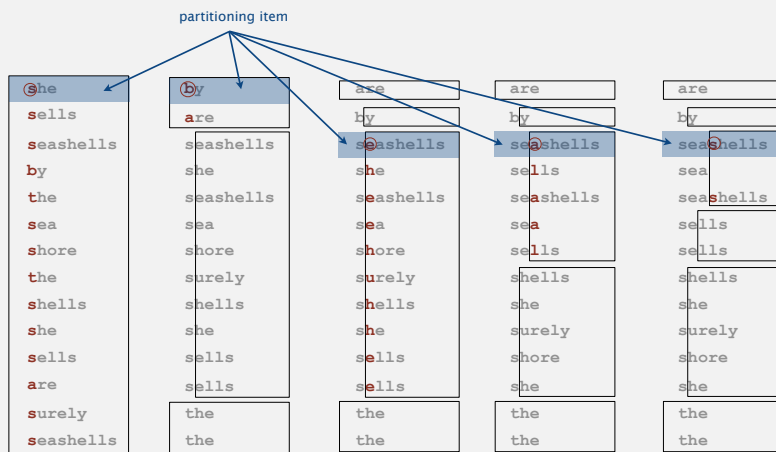 partitioning item
she by are are are
sells are by by by
seashells seashells seashells seashells seashells
by she she sells sea
the seashells seashells seashells seashells
sea sea sea sea sells
shore shore shore sells sells
the surely surely shells shells
shells shells shells she she
she she she surely surely
sells sells sells shore shore
are sells sells she she
surely the the the the
seashells the the the the